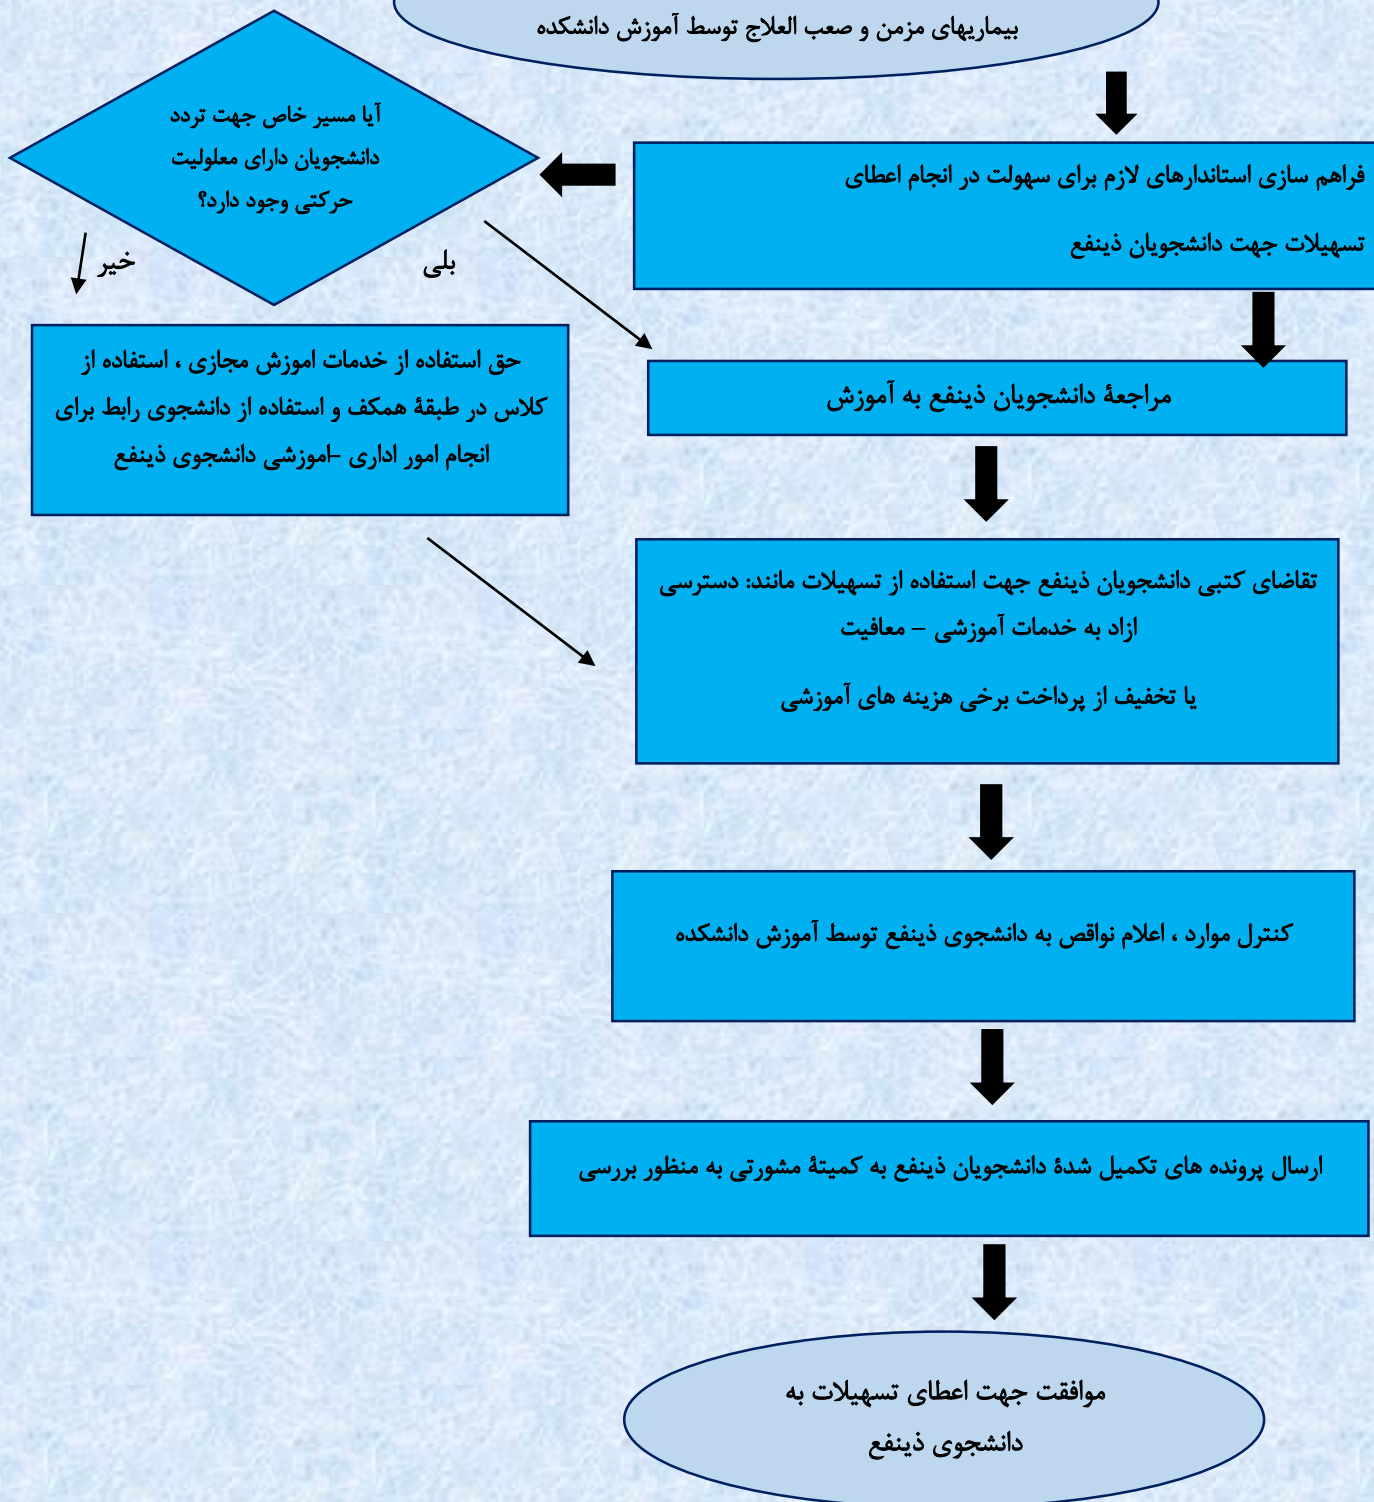 بیماریهای مزمن و صعب العلاج توسط آموزش دانشکده
فراهم سازی استاندارهای لازم برای سهولت در انجام اعطای
تسهیلات جهت دانشجویان ذینفع
آیا مسیر خاص جهت تردد
دانشجویان دارای معلولیت
حرکتی وجود دارد؟
بلی
خیر
حق استفاده از خدمات اموزش مجازی ، استفاده از
کلاس در طبقۀ همکف و استفاده از دانشجوی رابط برای
انجام امور اداری –اموزشی دانشجوی ذینفع
مراجعۀ دانشجویان ذینفع به آموزش
تقاضای کتبی دانشجویان ذینفع جهت استفاده از تسهیلات مانند: دسترسی
ازاد به خدمات آموزشی – معافیت
یا تخفیف از پرداخت برخی هزینه های آموزشی
کنترل موارد ، اعلام نواقص به دانشجوی ذینفع توسط آموزش دانشکده
ارسال پرونده های تکمیل شدۀ دانشجویان ذینفع به کمیتۀ مشورتی به منظور بررسی
موافقت جهت اعطای تسهیلات به
دانشجوی ذینفع